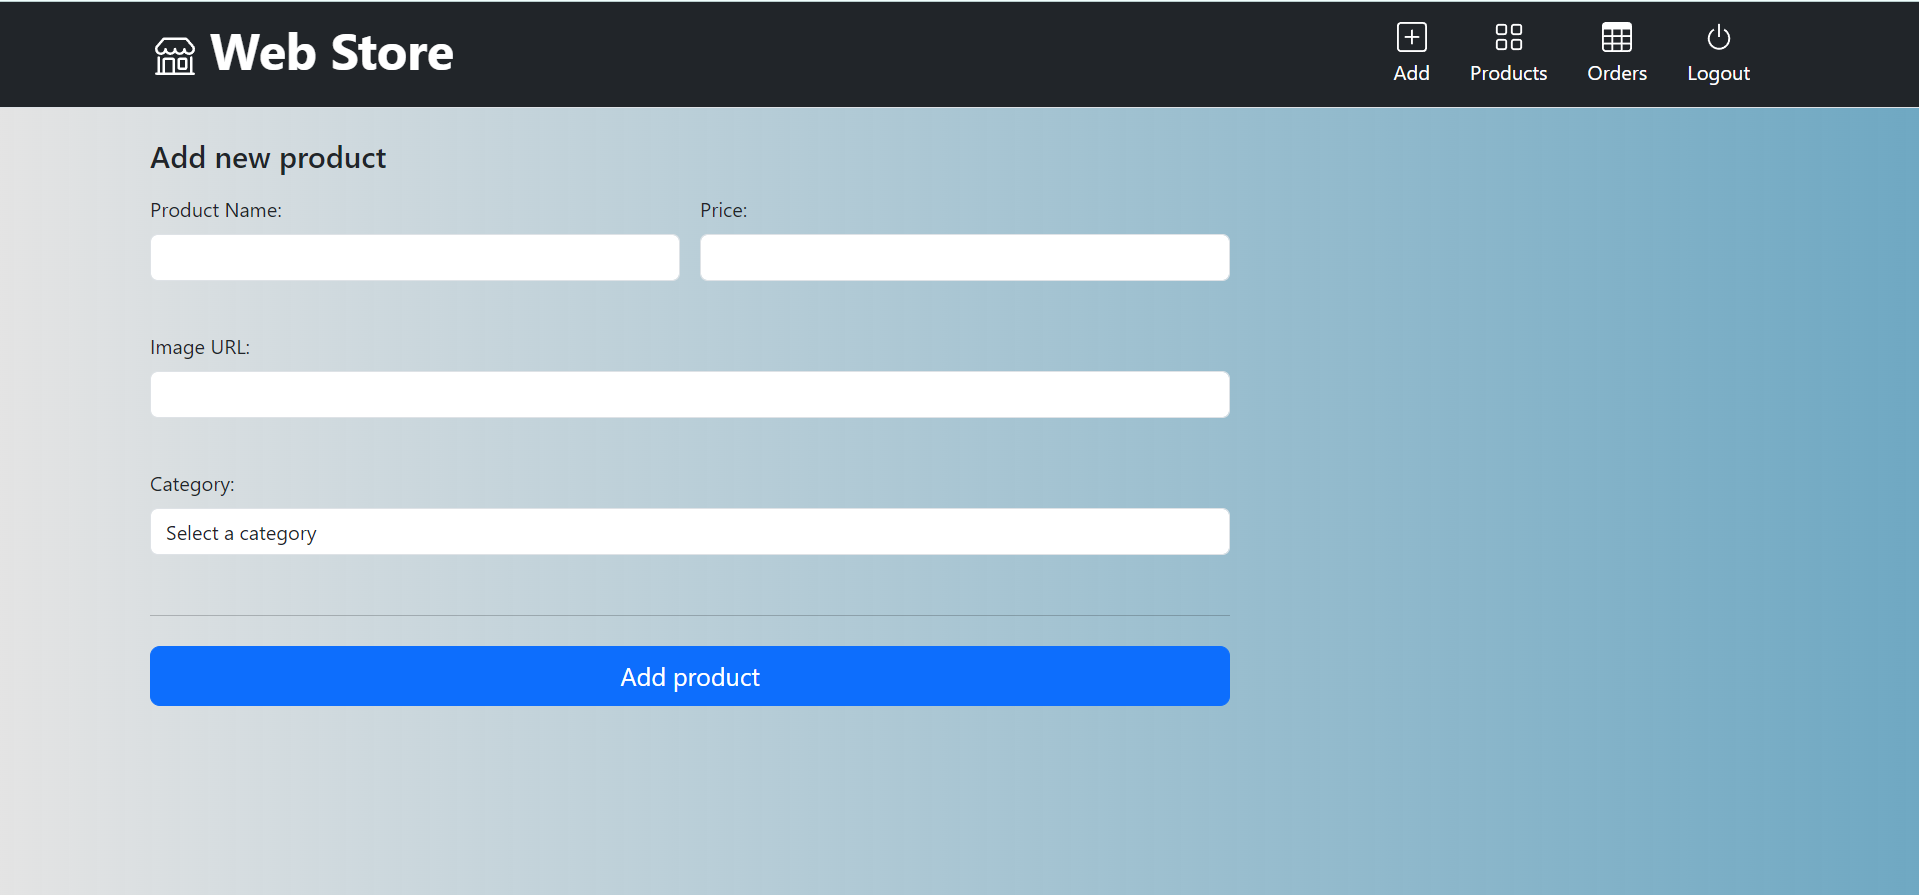 Web Store
Add
Products
Orders
Logout
Add new product
Product Name:
Price:
Image URL:
Category:
Select a category
Add product